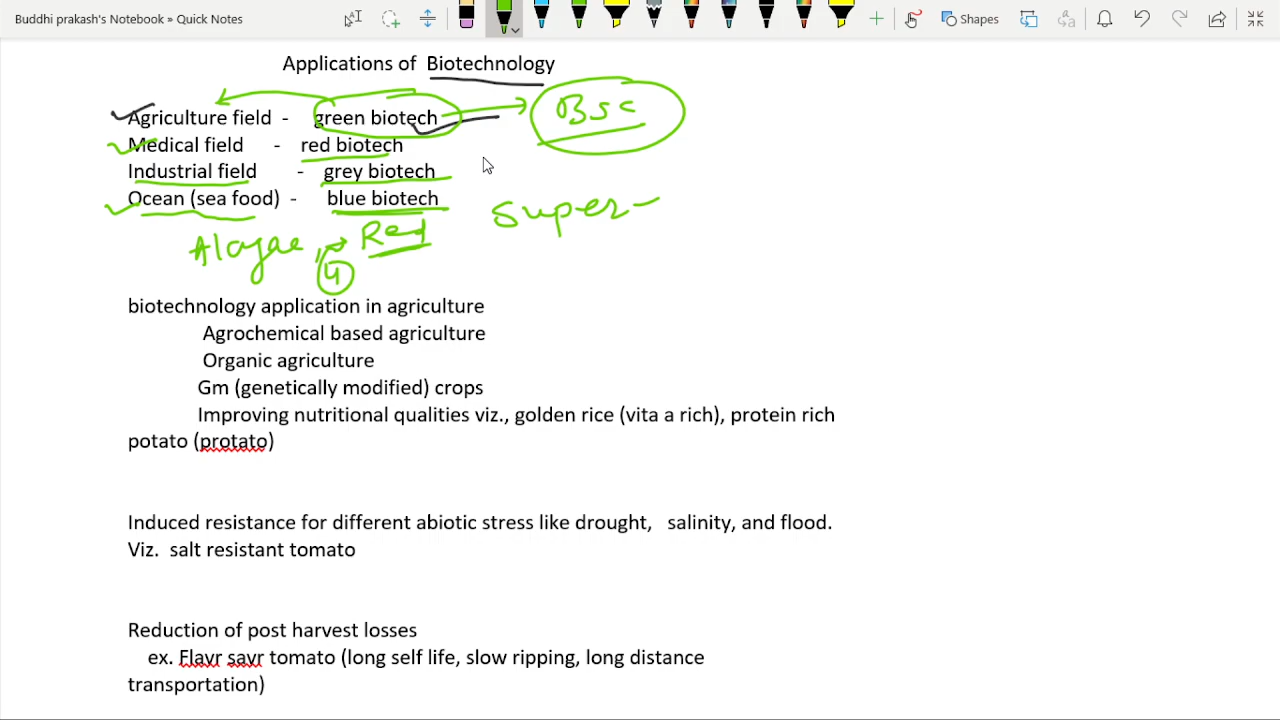 Buddhi prakash's Notebook » Quick Notes
Shapes
Applications of Biotechnology
Agriculture field - green biotech
BSC
Medical field - red biotech
Industrial field - grey biotech
Ocean (sea food) - blue biotech
Super-
Algae, → Red
4
biotechnology application in agriculture
Agrochemical based agriculture
Organic agriculture
Gm (genetically modified) crops
Improving nutritional qualities viz., golden rice (vita a rich), protein rich
potato (protato)
Induced resistance for different abiotic stress like drought, salinity, and flood.
Viz. salt resistant tomato
Reduction of post harvest losses
ex. Flavr savr tomato (long self life, slow ripping, long distance
transportation)